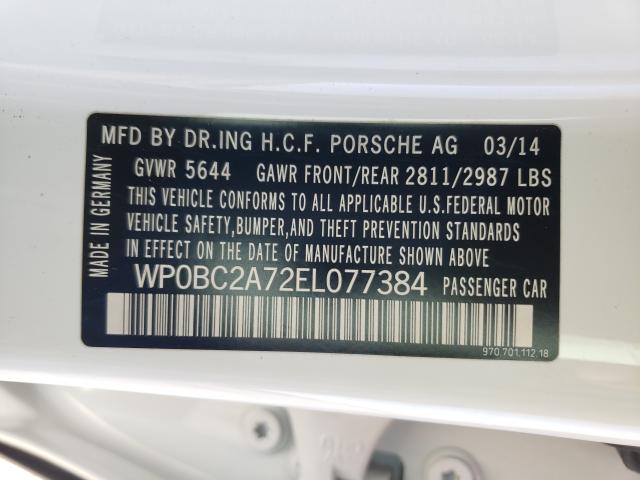 MFD BY DR.ING H.C.F. PORSCHE AG 03/14
GVWR 5644 GAWR FRONT/REAR 2811/2987 LBS
THIS VEHICLE CONFORMS TO ALL APPLICABLE U.S.FEDERAL MOTOR
VEHICLE SAFETY,BUMPER,AND THEFT PREVENTION STANDARDS
IN EFFECT ON THE DATE OF MANUFACTURE SHOWN ABOVE.
WP0BC2A72EL077384 PASSENGER CAR
MADE IN GERMANY
970.701.112.18